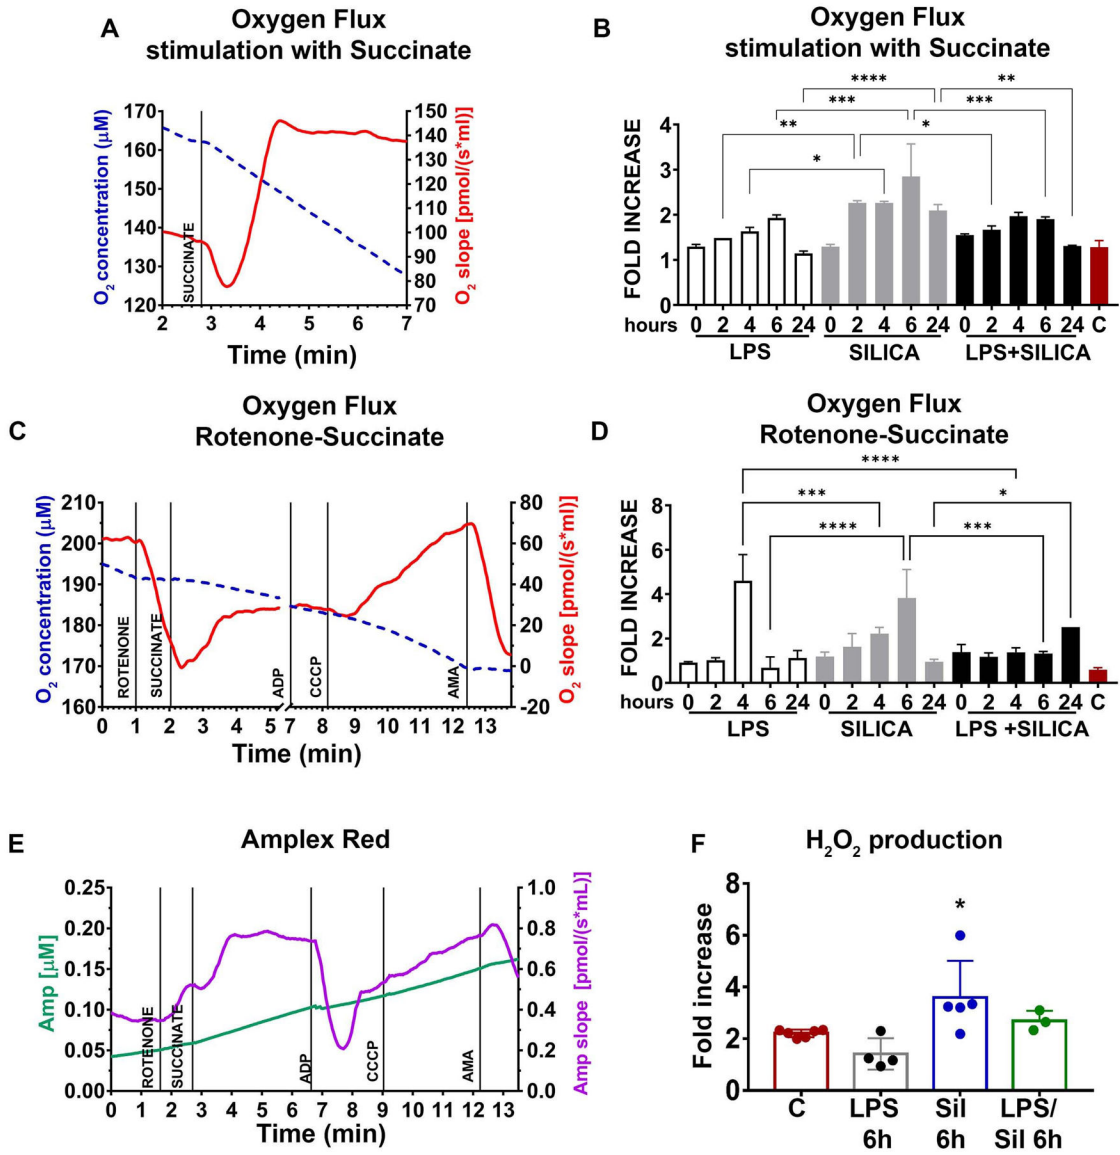 A
Oxygen Flux
stimulation with Succinate
O2 concentration (μM)
170
160
150
140
130
120
SUCCINATE
150
140
130
120
110
100
90
80
70
O2 slope [pmol/(s*ml)]
2 3 4 5 6 7
Time (min)
B
Oxygen Flux
stimulation with Succinate
**** **
*** ***
** *
*
FOLD INCREASE
4
3
2
1
0
hours 0 2 4 6 24 0 2 4 6 24 0 2 4 6 24 C
LPS SILICA LPS+SILICA
C
Oxygen Flux
Rotenone-Succinate
O2 concentration (μM)
210
200
190
180
170
160
ROTENONE
SUCCINATE
ADP
CCCP
AMA
80
60
40
20
0
-20
O2 slope [pmol/(s*ml)]
0 1 2 3 4 5 7 8 9 10 11 12 13
Time (min)
D
Oxygen Flux
Rotenone-Succinate
****
*** *
**** ***
FOLD INCREASE
8
6
4
2
0
hours 0 2 4 6 24 0 2 4 6 24 0 2 4 6 24 C
LPS SILICA LPS +SILICA
E
Amplex Red
Amp [μM]
0.25
0.20
0.15
0.10
0.05
0.00
ROTENONE
SUCCINATE
ADP
CCCP
AMA
1.0
0.8
0.6
0.4
0.2
0.0
Amp slope [pmol/(s*mL)]
0 1 2 3 4 5 6 7 8 9 10 11 12 13
Time (min)
F
H2O2 production
Fold increase
8
6
4
2
0
*
C LPS Sil LPS/
6h 6h Sil 6h